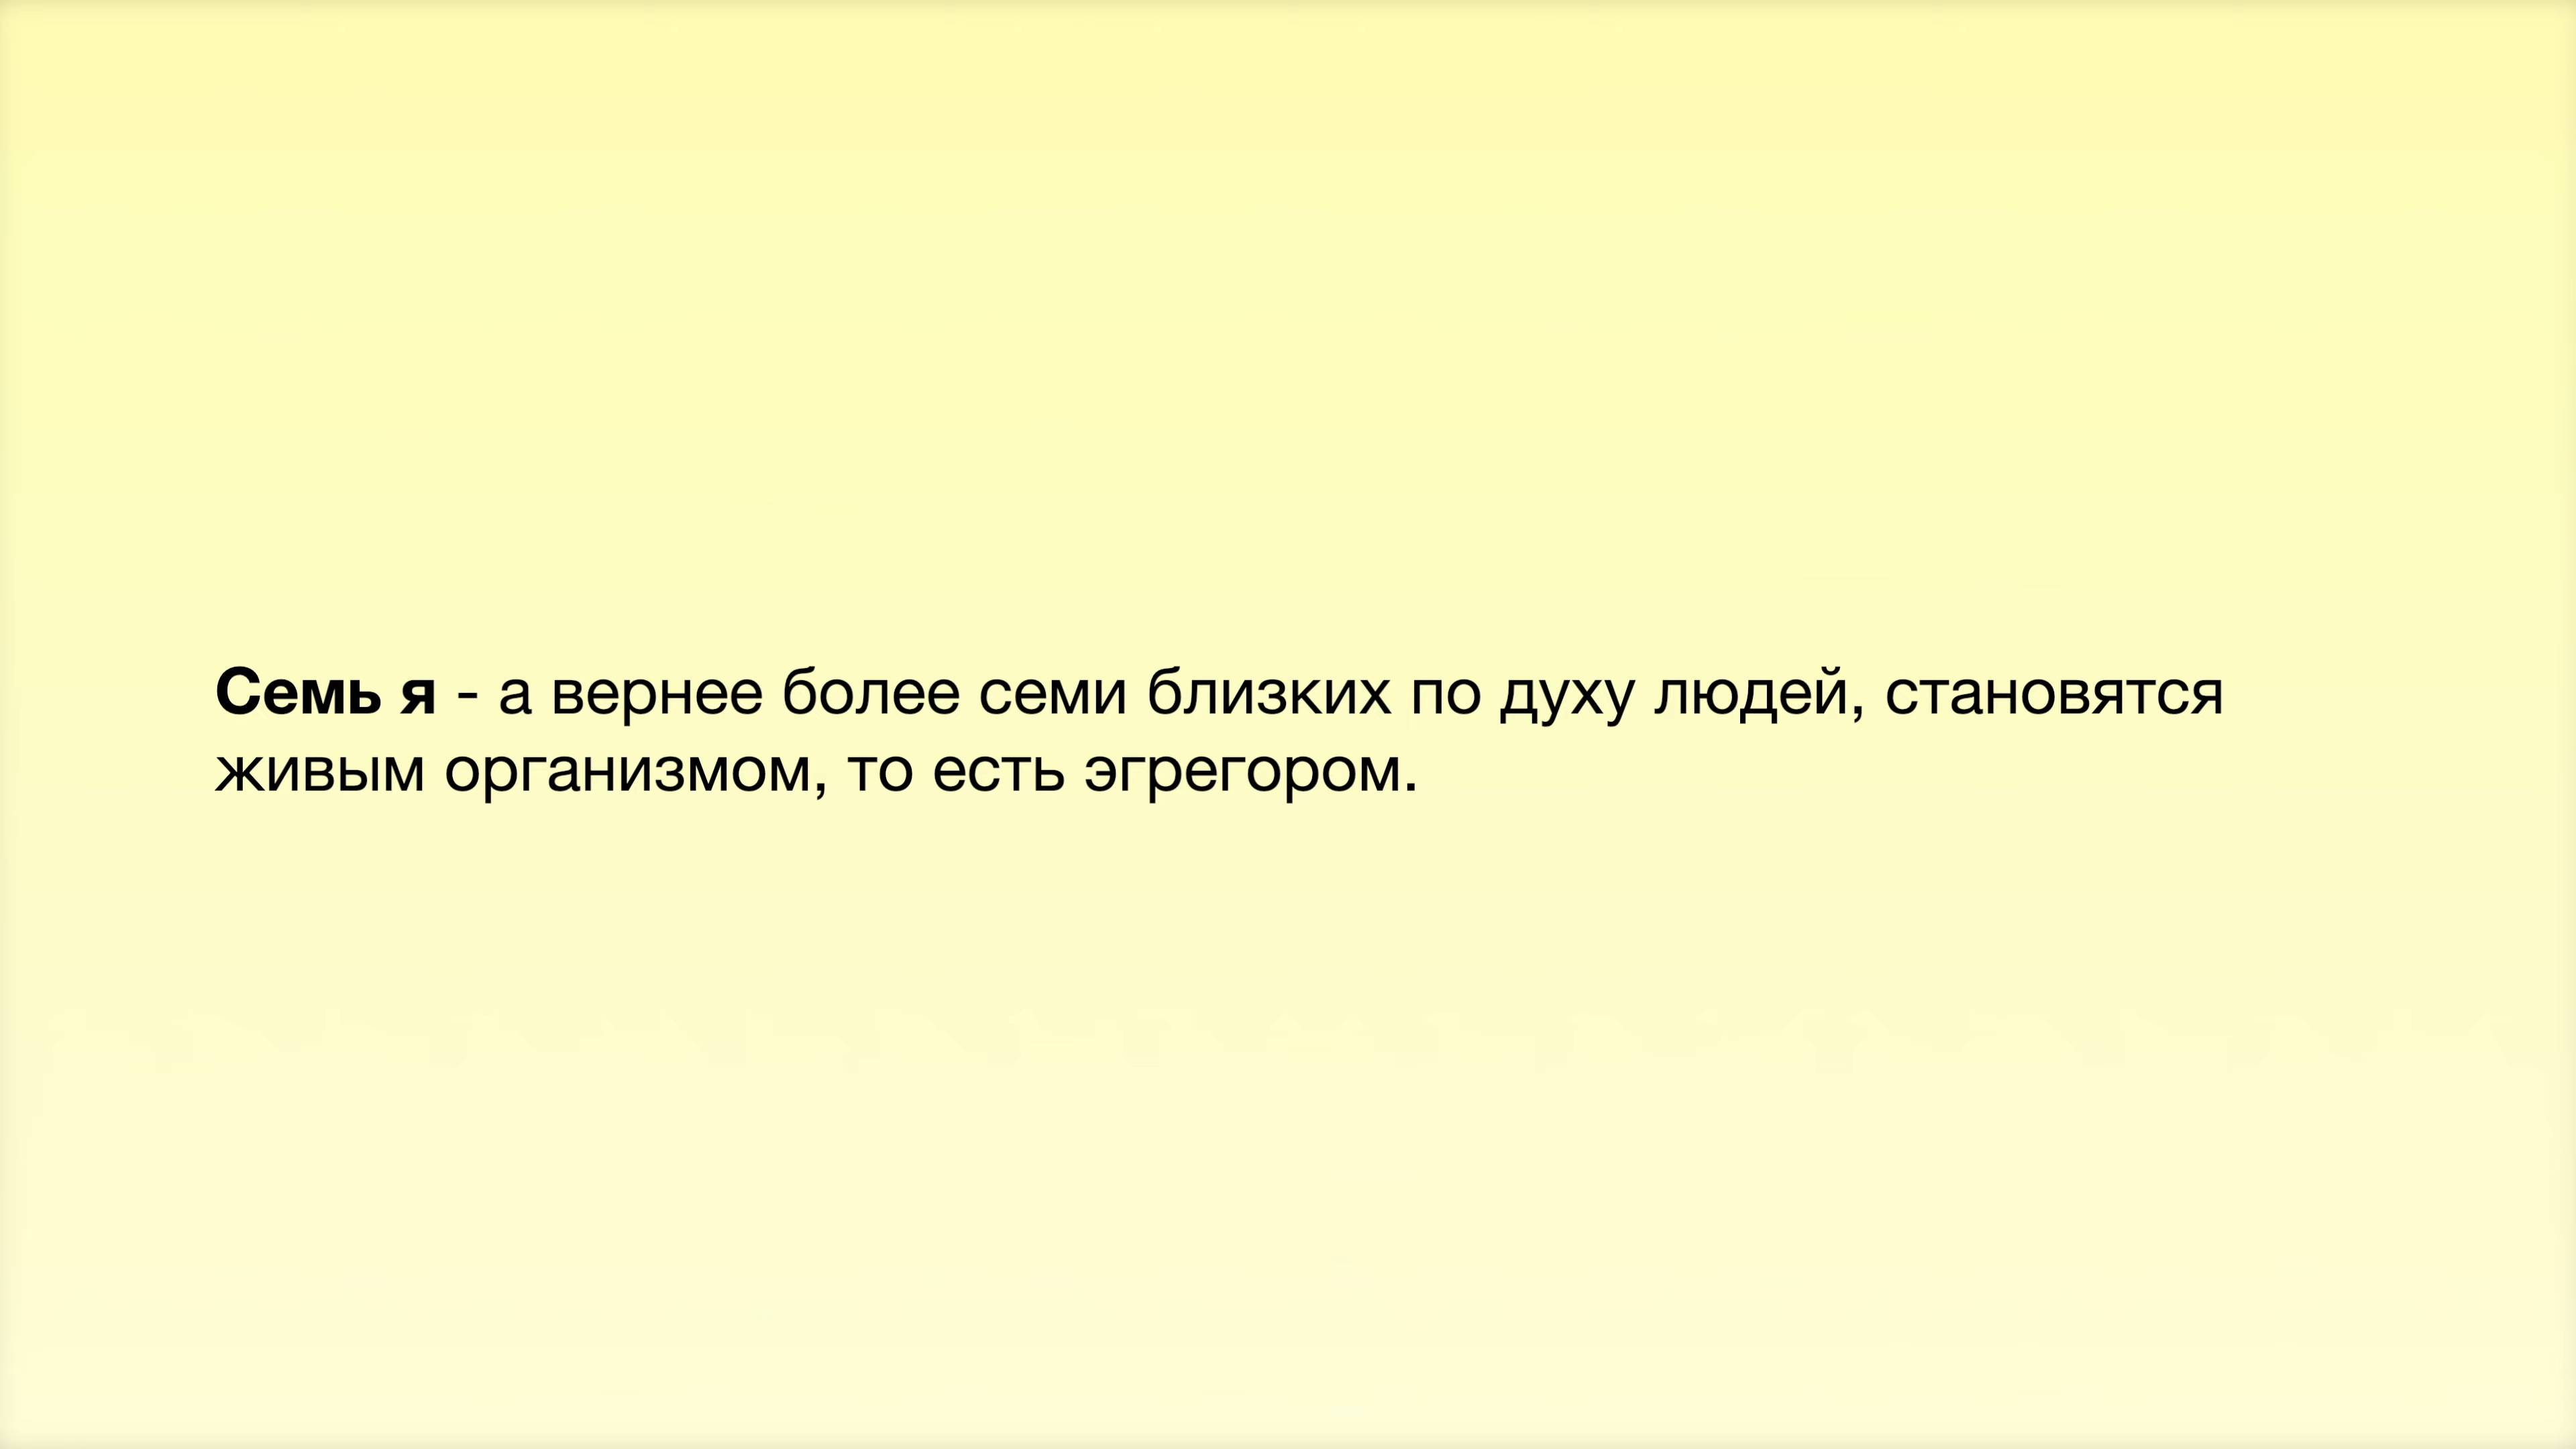 Семь я - а вернее более семи близких по духу людей, становятся
живым организмом, то есть эгрегором.